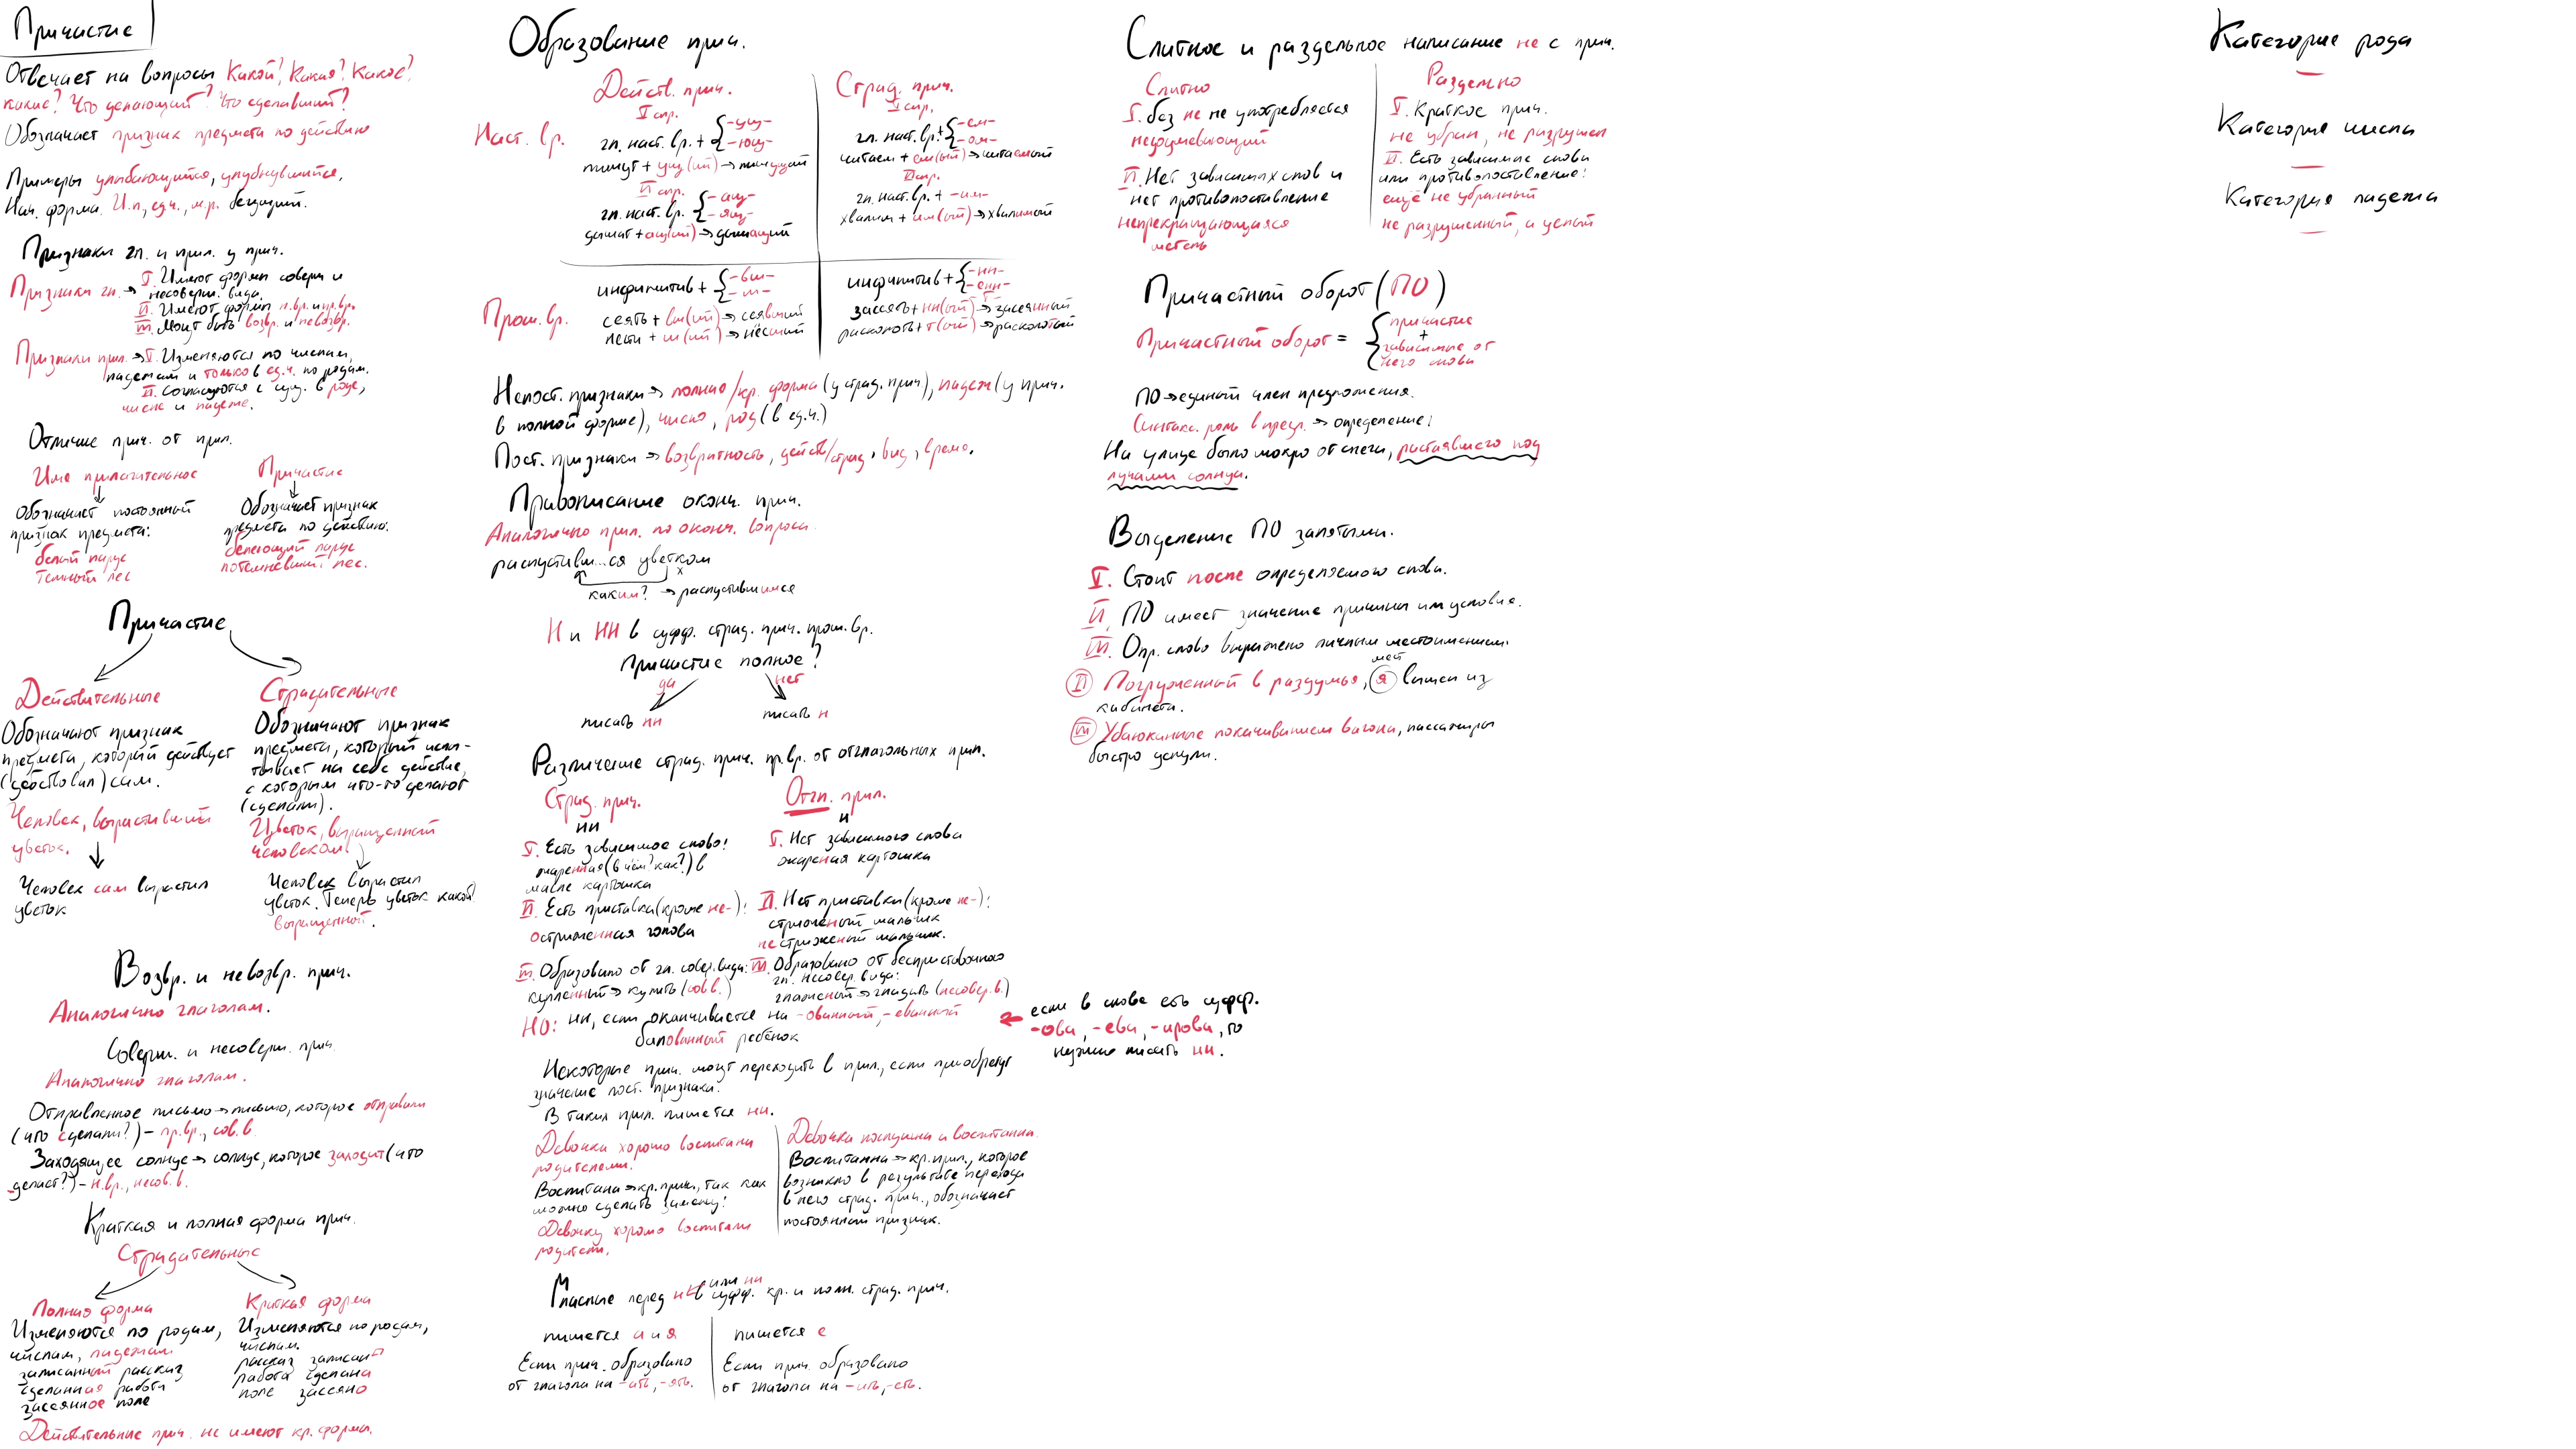 Причастие
Отвечает на вопросы Какой? Какая? Какое?
какие? Что делающий? Что сделавший?
Обозначает признак предмета по действию
Примеры улыбающийся, улыбнувшийся,
Нач. форма. И.п., ед.ч., м.р. бегущий.
Признаки гл. и прил. у прич.
Признаки гл. → I. Имеют формы соверш и
несоверш. вида.
II. Имеют формы н.вр. и пр.вр.
III. Могут быть возвр. и невозвр.
Признаки прил. → I. Изменяются по числам,
падежам и только в ед.ч. по родам.
II. Согласуются с сущ. в роде,
числе и падеже.
Отличие прич. от прил.
Имя прилагательное
Обозначает постоянный
признак предмета:
белый парус
темный лес
Причастие
Обозначает признак
предмета по действию:
белеющий парус
потемневший лес.
Причастие
Действительные
Обозначают признак
предмета, который действует
(действовал) сам.
Человек, вырастивший
цветок.
Человек сам вырастил
цветок
Страдательные
Обозначают признак
предмета, который испы-
тывает на себе действие,
с которым что-то делают
(сделали).
Цветок, выращенный
человеком.
Человек вырастил
цветок. Теперь цветок какой?
выращенный.
Возвр. и невозвр. прич.
Аналогично глаголам.
Соверш. и несоверш. прич.
Аналогично глаголам.
Отправленное письмо → письмо, которое отправили
(что сделали?) – пр.вр., сов.в.
Заходящее солнце → солнце, которое заходит (что
делает?) – н.вр., несов.в.
Краткая и полная форма прич.
Страдательные
Полная форма
Изменяются по родам,
числам, падежам
записанный рассказ
сделанная работа
засеянное поле
Краткая форма
Изменяются по родам,
числам.
рассказ записан
работа сделана
поле засеяно
Действительные прич. не имеют кр. формы.
Образование прич.
Действ. прич.
Страд. прич.
Наст. вр.
I спр.
гл. наст. вр. + {-ущ-
-ющ-
пишут + ущ(ий) → пишущий
II спр.
гл. наст. вр. {-ащ-
-ящ-
дышат + ащ(ий) → дышащий
I спр.
гл. наст. вр. + {-ем-
-ом-
читаем + ем(ый) → читаемый
II спр.
гл. наст. вр. + -им-
хвалим + им(ый) → хвалимый
Прош. вр.
инфинитив + {-вш-
-ш-
сеять + вш(ий) → сеявший
нести + ш(ий) → нёсший
инфинитив + {-нн-
-енн-
-т-
засеять + нн(ый) → засеянный
расколоть + т(ый) → расколотый
Непост. признаки → полная/кр. форма (у страд. прич), падеж (у прич.
в полной форме), число, род (в ед.ч.)
Пост. признаки → возвратность, действ/страд, вид, время.
Правописание оконч. прич.
Аналогично прил. по оконч. вопроса
распустивш...ся цветком
х
каким? → распустившимся
Н и НН в суфф. страд. прич. прош. вр.
Причастие полное?
да
нет
писать нн
писать н
Различение страд. прич. пр.вр. от отглагольных прил.
Страд. прич.
нн
I. Есть зависимое слово!
жаренная (в чём? как?) в
масле картошка
II. Есть приставка (кроме не-):
остриженная голова
III. Образовано от гл. совер. вида:
купленный → купить (сов в.)
Отгл. прил.
н
I. Нет зависимого слова
жареная картошка
II. Нет приставки (кроме не-):
стриженый мальчик
нестриженый мальчик.
III. Образовано от бесприставочного
гл. несовер. вида:
глаженый → гладить (несовер. в.)
НО: нн, если оканчивается на -ованный, -еванный
балованный ребёнок
← если в слове есть суфф.
-ова, -ева, -ирова, то
нужно писать нн.
Некоторые прич. могут переходить в прил., если приобретут
значение пост. признака.
В таких прил. пишется нн.
Девочка хорошо воспитана
родителями.
Воспитана → кр. прич, так как
можно сделать замену:
Девочку хорошо воспитали
родители.
Девочка послушна и воспитанна.
Воспитанна → кр. прил., которое
возникло в результате перехода
в него страд. прич., обозначает
постоянный признак.
Гласные перед н или нн в суфф. кр. и полн. страд. прич.
пишется а и я
Если прич. образовано
от глагола на -ать, -ять.
пишется е
Если прич. образовано
от глагола на -ить, -еть.
Слитное и раздельное написание не с прич.
Слитно
I. без не не употребляется
недоумевающий
II. Нет зависимых слов и
нет противопоставление
непрекращающаяся
метель
Раздельно
I. Краткое прич.
не убран, не разрушен
II. Есть зависимые слова
или противопоставление:
ещё не убранный
не разрушенный, а целый
Причастный оборот (ПО)
Причастный оборот = {причастие
+
зависимые от
него слова
ПО → единый член предложения.
Синтакс. роль в предл. → определение:
На улице было мокро от снега, растаявшего под
лучами солнца.
Выделение ПО запятыми.
I. Стоит после определяемого слова.
II. ПО имеет значение причины или условие.
III. Опр. слово выражено личным местоимением.
мест
II Погруженный в раздумья, я вышел из
кабинета.
III Убаюканные покачиванием вагона, пассажиры
быстро уснули.
Категория рода
Категория числа
Категория падежа